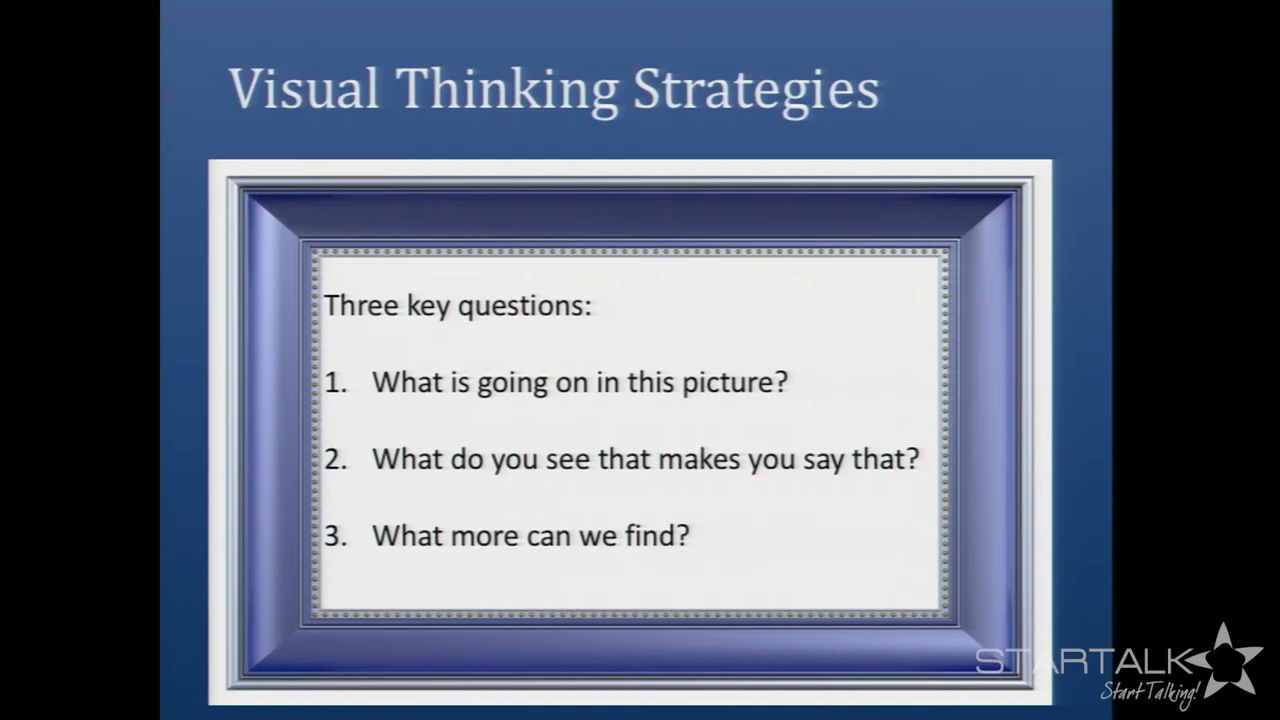 Visual Thinking Strategies
Three key questions:
1. What is going on in this picture?
2. What do you see that makes you say that?
3. What more can we find?
STARTALK
Start Talking!